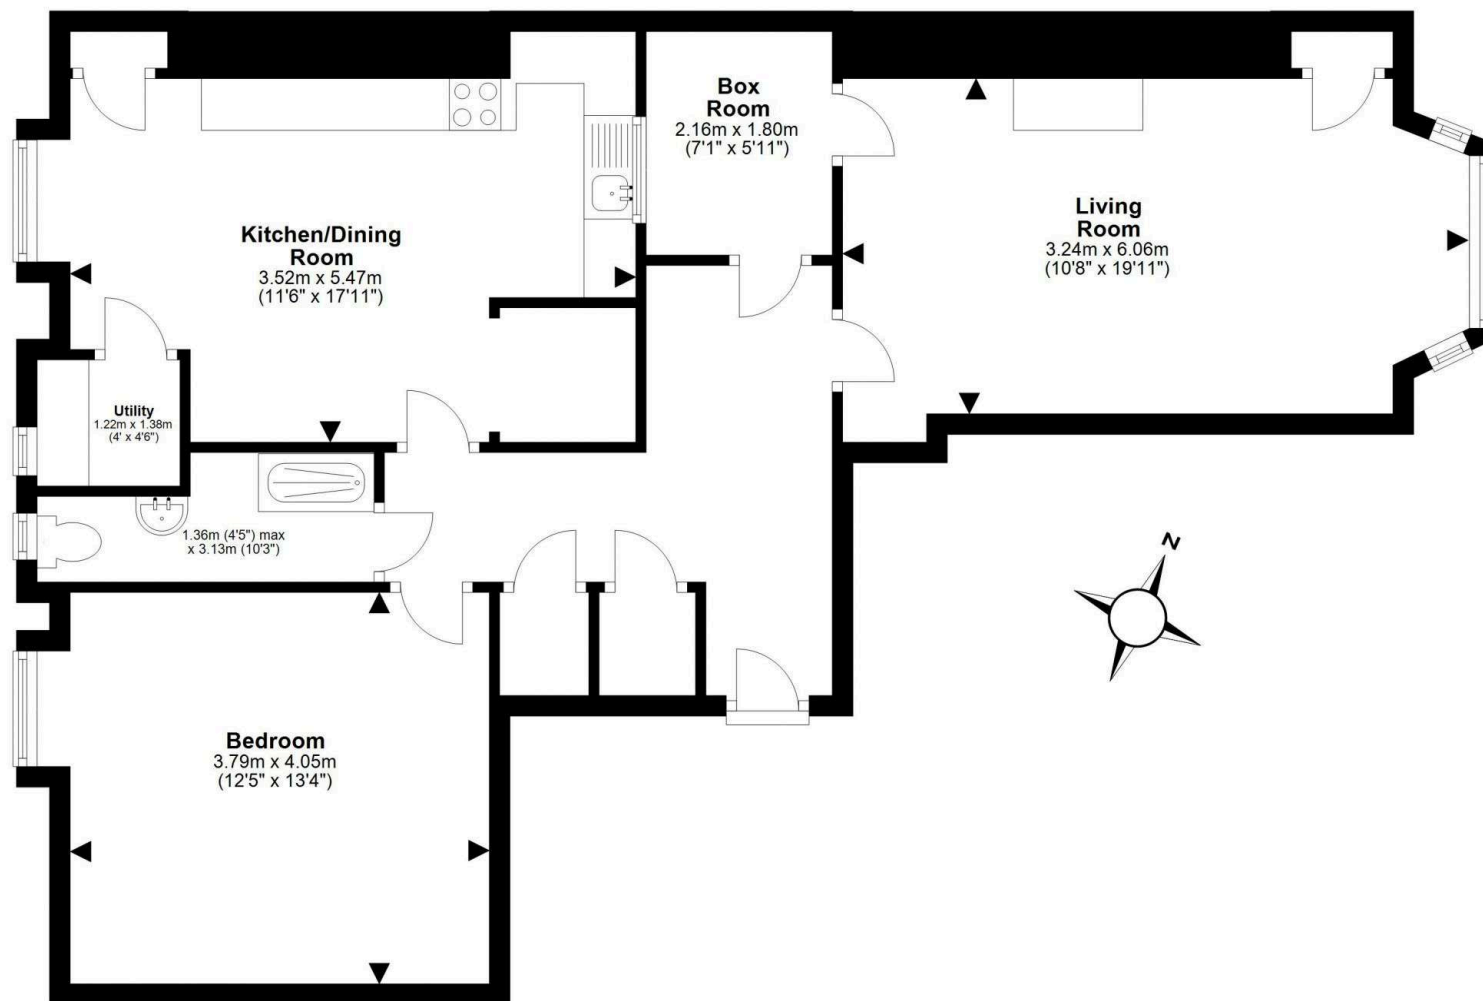 Box
Room
2.16m x 1.80m
(7'1" x 5'11")
Living
Room
3.24m x 6.06m
(10'8" x 19'11")
Kitchen/Dining
Room
3.52m x 5.47m
(11'6" x 17'11")
Utility
1.22m x 1.38m
(4' x 4'6")
1.36m (4'5") max
x 3.13m (10'3")
N
Bedroom
3.79m x 4.05m
(12'5" x 13'4")